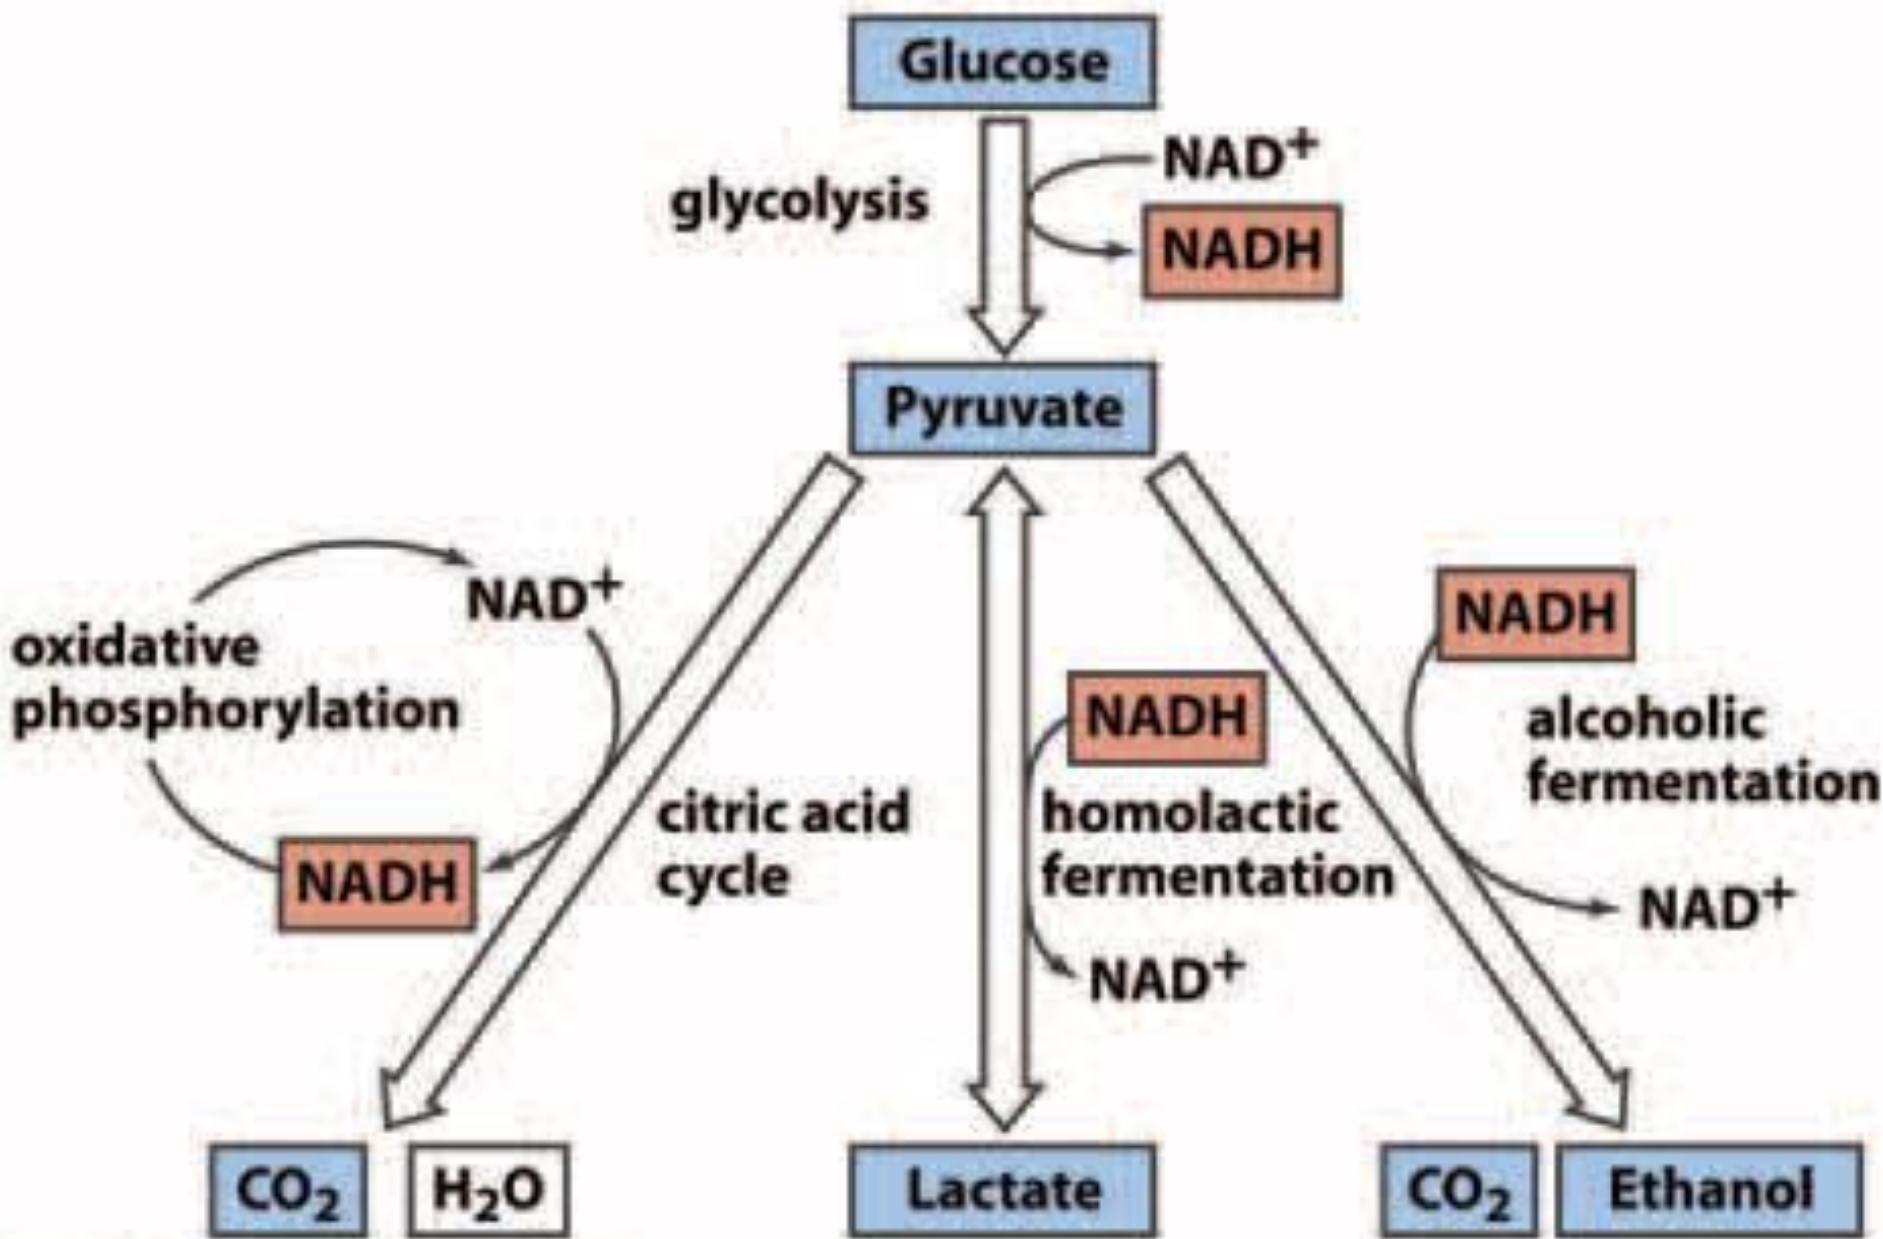 Glucose
glycolysis
NAD⁺
NADH
Pyruvate
oxidative
phosphorylation
NAD⁺
NADH
citric acid
cycle
NADH
homolactic
fermentation
NAD⁺
NADH
alcoholic
fermentation
NAD⁺
CO₂
H₂O
Lactate
CO₂
Ethanol